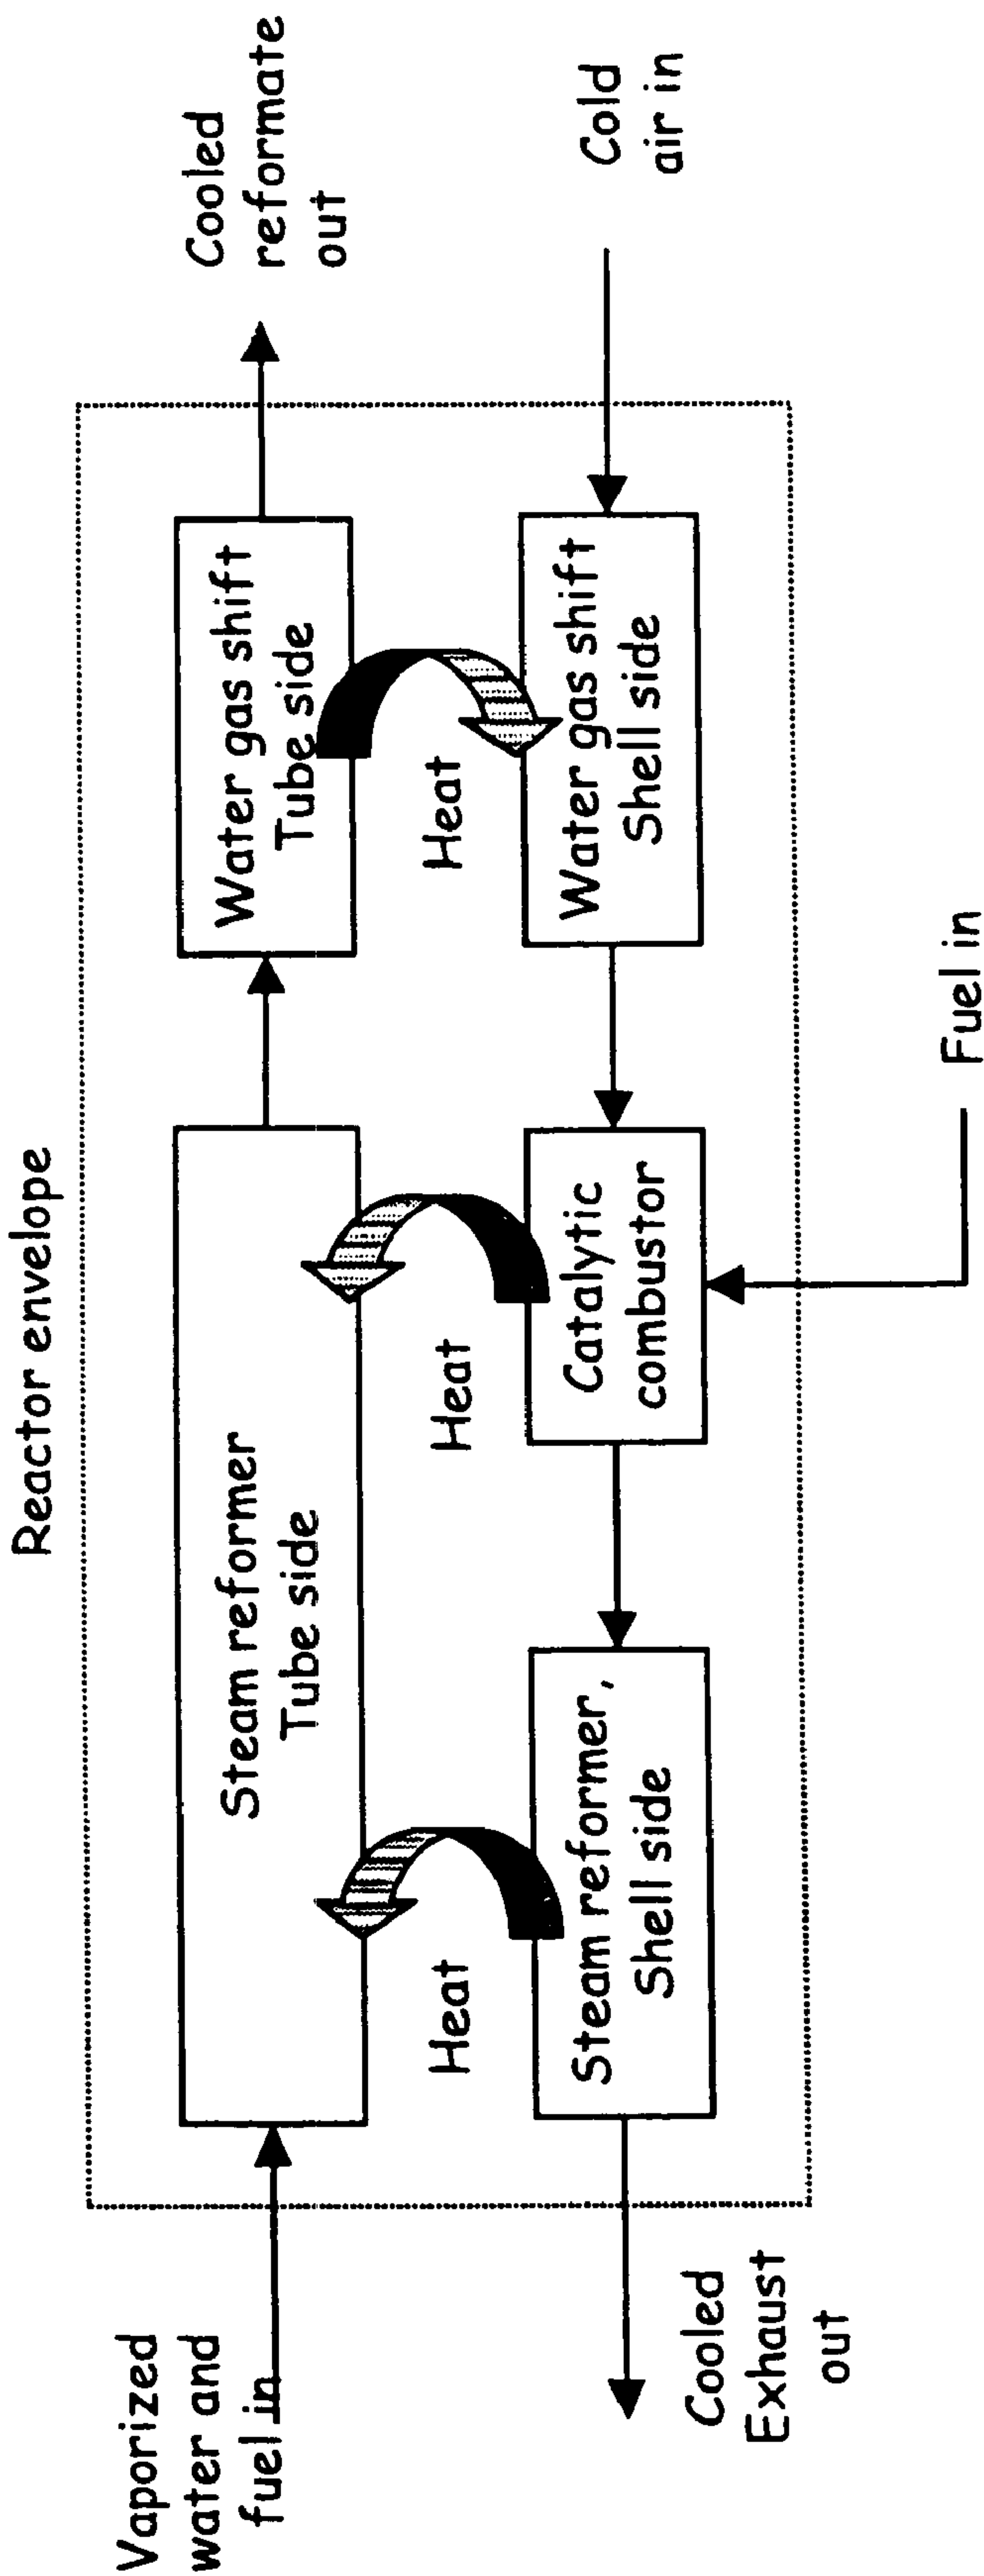 Reactor envelope
Vaporized
water and
fuel in
Steam reformer
Tube side
Water gas shift
Tube side
Cooled
reformate
out
Heat
Heat
Heat
Cooled
Exhaust
out
Steam reformer,
Shell side
Catalytic
combustor
Water gas shift
Shell side
Cold
air in
Fuel in